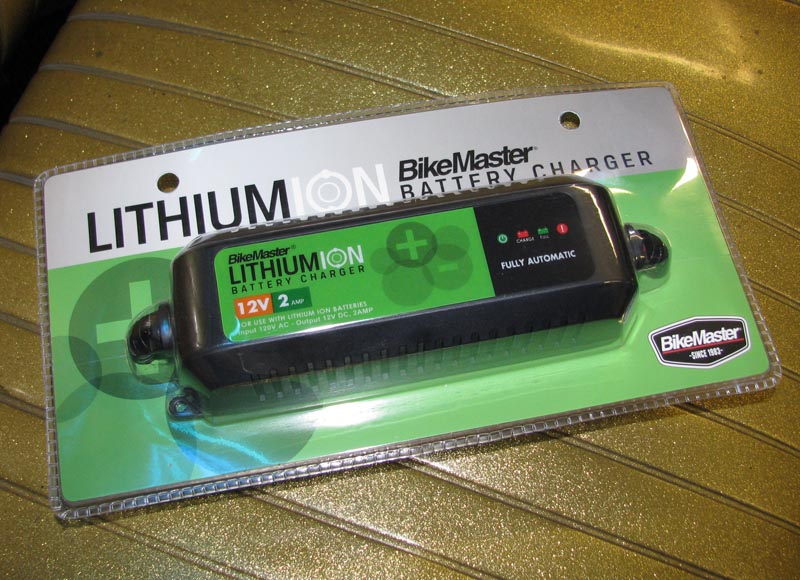 LITHIUMION
BikeMaster®
BATTERY CHARGER
BikeMaster®
LITHIUMION
BATTERY CHARGER
12V 2 AMP
FOR USE WITH LITHIUM ION BATTERIES
Input 120V AC - Output 12V DC, 2AMP
CHARGE FULL
FULLY AUTOMATIC
BikeMaster
-SINCE 1983-